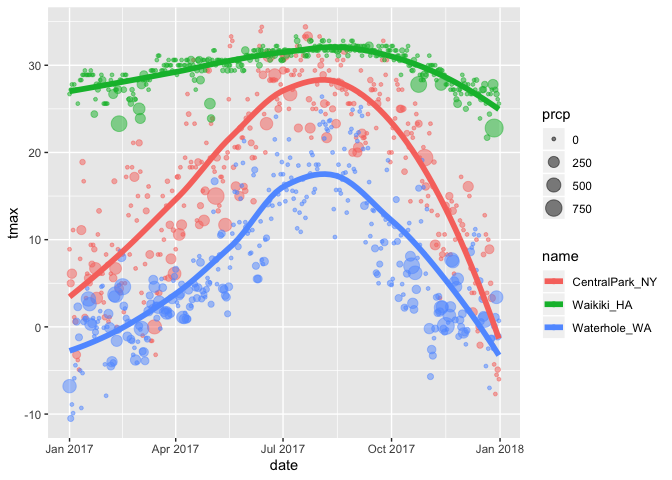 tmax
30
20
10
0
-10
Jan 2017 Apr 2017 Jul 2017 Oct 2017 Jan 2018
date
prcp
0
250
500
750
name
CentralPark_NY
Waikiki_HA
Waterhole_WA